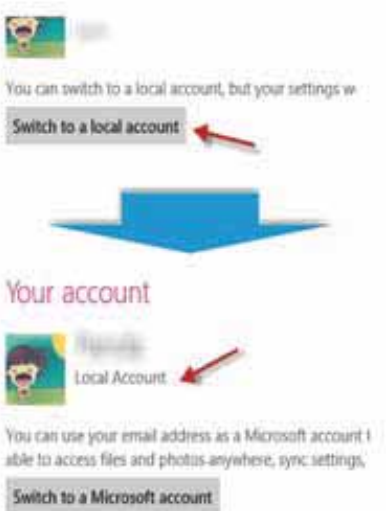 You can switch to a local account, but your settings w
Switch to a local account
Your account
Local Account
You can use your email address as a Microsoft account t
able to access files and photos anywhere, sync settings,
Switch to a Microsoft account